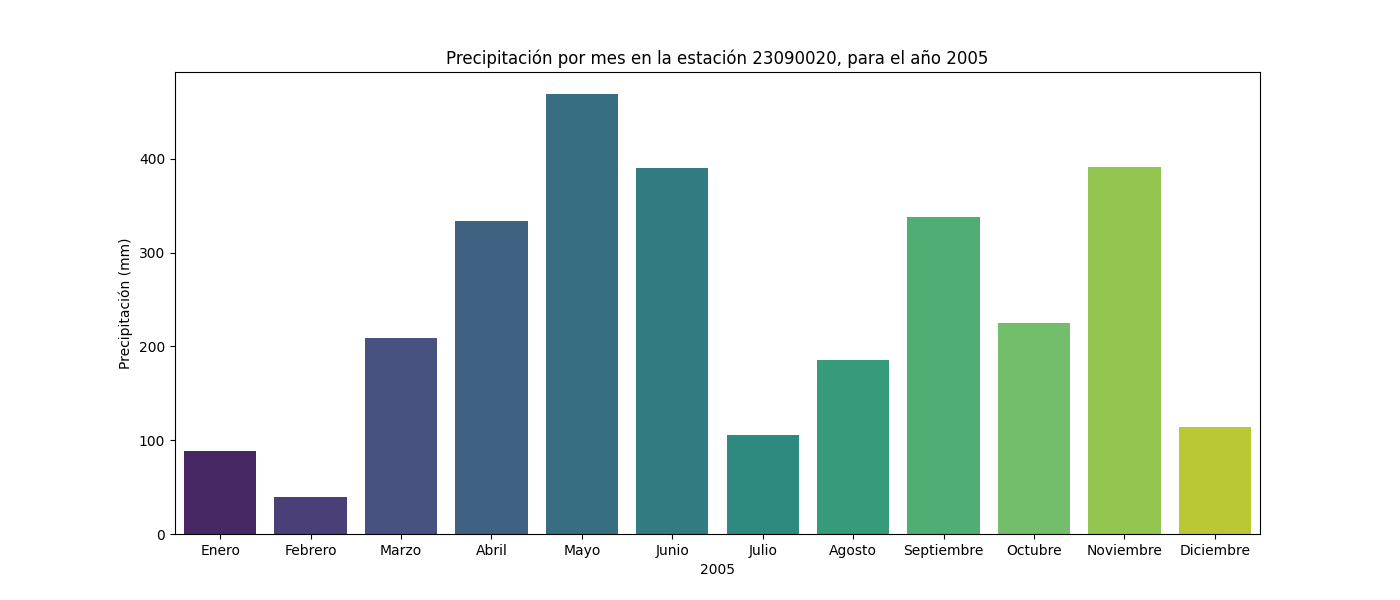 Precipitación por mes en la estación 23090020, para el año 2005
Precipitación (mm)
400
300
200
100
0
Enero Febrero Marzo Abril Mayo Junio Julio Agosto Septiembre Octubre Noviembre Diciembre
2005